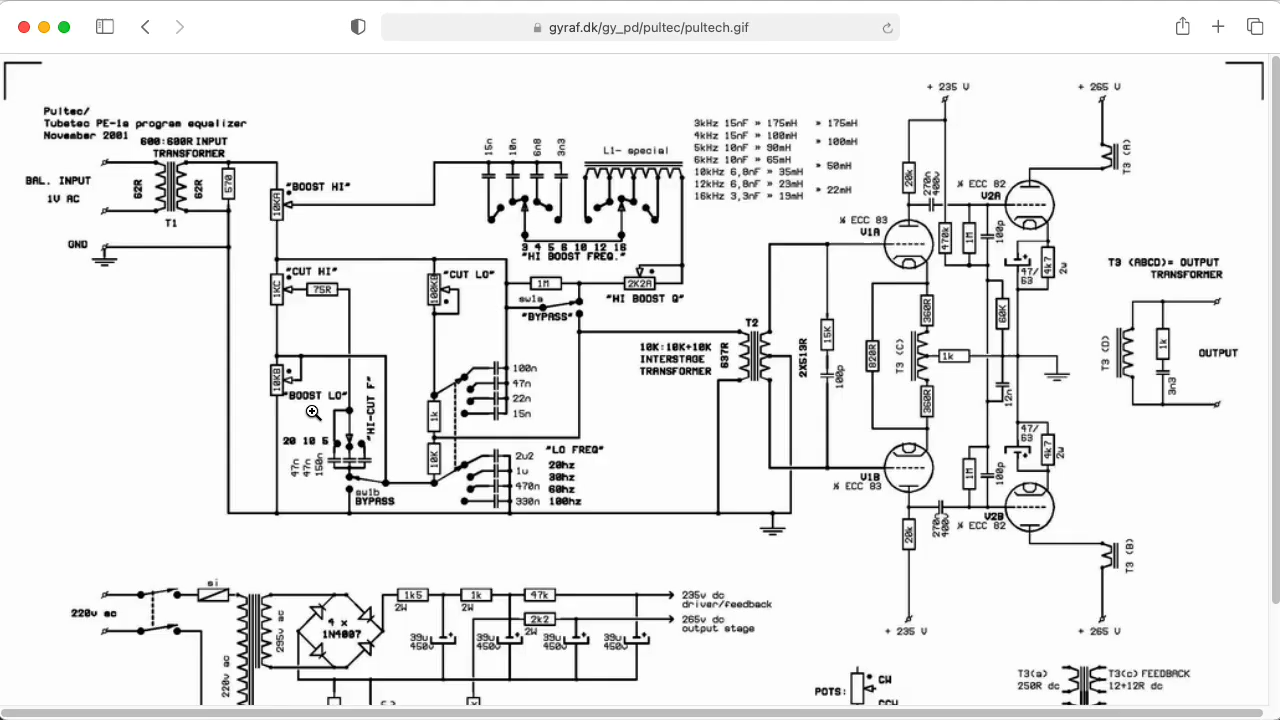 gyraf.dk/gy_pd/pultec/pultech.gif
Pultec/
Tubetec PE-1a program equalizer
November 2001
600:600R INPUT
TRANSFORMER
BAL. INPUT
1V AC
62R
62R
T1
570
GND
10KA
"BOOST HI"
"CUT HI"
1KC
75R
10KB
"BOOST LO"
"HI-CUT F"
20 10 5
47n
47n
150n
sw1b
BYPASS
100KB
"CUT LO"
1k
10K
100n
47n
22n
15n
"LO FREQ"
2u2
1u
470n
330n
20hz
30hz
60hz
100hz
15n
10n
6n8
3n3
L1- special
3 4 5 6 10 12 16
"HI BOOST FREQ."
1M
sw1a
"BYPASS"
2K2A
"HI BOOST Q"
3kHz 15nF » 175mH » 175mH
4kHz 15nF » 100mH
» 100mH
5kHz 10nF » 90mH
6kHz 10nF » 65mH
» 50mH
10kHz 6,8nF » 35mH
12kHz 6,8nF » 23mH
» 22mH
16kHz 3,3nF » 19mH
10K:10K+10K
INTERSTAGE
TRANSFORMER
637R
T2
2X513R
15K
100p
820R
T3 (C)
360R
360R
1k
+ 235 V
20k
270n
400v
½ ECC 83
V1A
V1B
½ ECC 83
20k
270n
400v
+ 235 V
470k
1M
100p
60K
12n
1M
100p
+ 265 V
T3 (A)
½ ECC 82
V2A
47/
63
4k7
2w
47/
63
4k7
2w
V2B
½ ECC 82
T3 (B)
+ 265 V
T3 (ABCD)= OUTPUT
TRANSFORMER
T3 (D)
1k
3n3
OUTPUT
220v ac
si
220v ac
295v ac
4 x
1N4007
1k5
2W
1k
2W
47k
2k2
2W
39u
450v
39u
450v
39u
450v
39u
450v
235v dc
driver/feedback
265v dc
output stage
POTS:
CW
CCW
T3(a)
250R dc
T3(c) FEEDBACK
12+12R dc